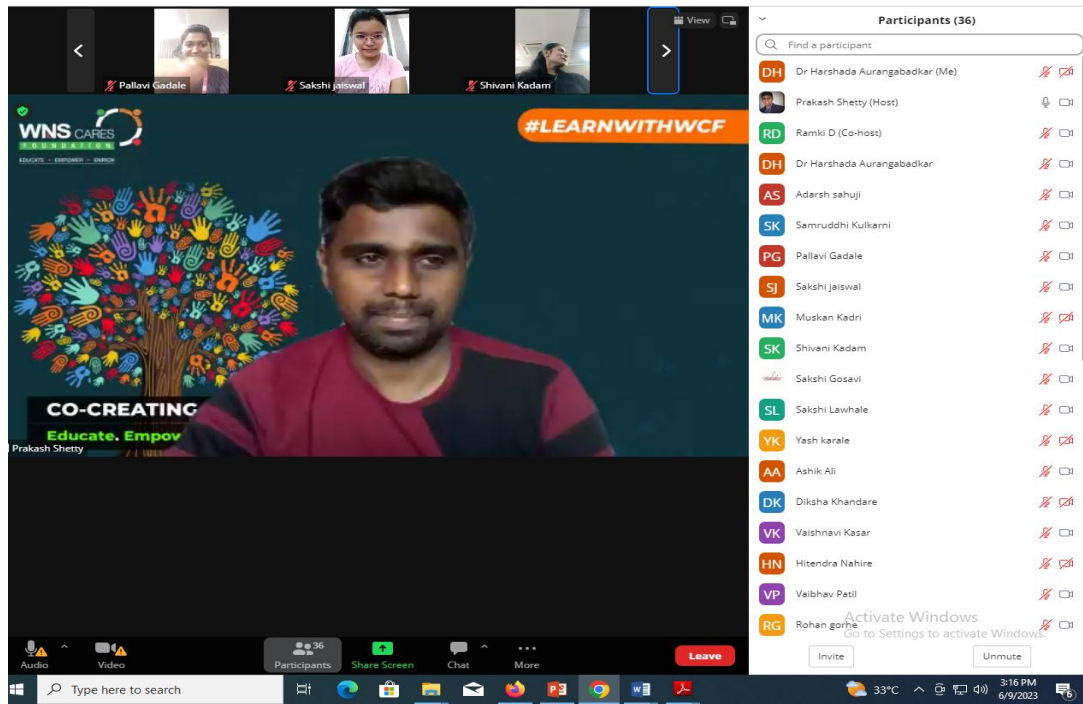 View
Pallavi Gadale
Sakshi jaiswal
Shivani Kadam
WNS CARES
FOUNDATION
EDUCATE • EMPOWER • ENRICH
#LEARNWITHWCF
CO-CREATING
Educate. Empow
Prakash Shetty
Participants (36)
Find a participant
DH Dr Harshada Aurangabadkar (Me)
Prakash Shetty (Host)
RD Ramki D (Co-host)
DH Dr Harshada Aurangabadkar
AS Adarsh sahuji
SK Samruddhi Kulkarni
PG Pallavi Gadale
SJ Sakshi jaiswal
MK Muskan Kadri
SK Shivani Kadam
Sakshi Gosavi
SL Sakshi Lawhale
YK Yash karale
AA Ashik Ali
DK Diksha Khandare
VK Vaishnavi Kasar
HN Hitendra Nahire
VP Vaibhav Patil
RG Rohan gorhe
Activate Windows
Go to Settings to activate Windows.
Invite Unmute
36
Audio Video Participants Share Screen Chat More Leave
Type here to search
33°C
3:16 PM
6/9/2023
6